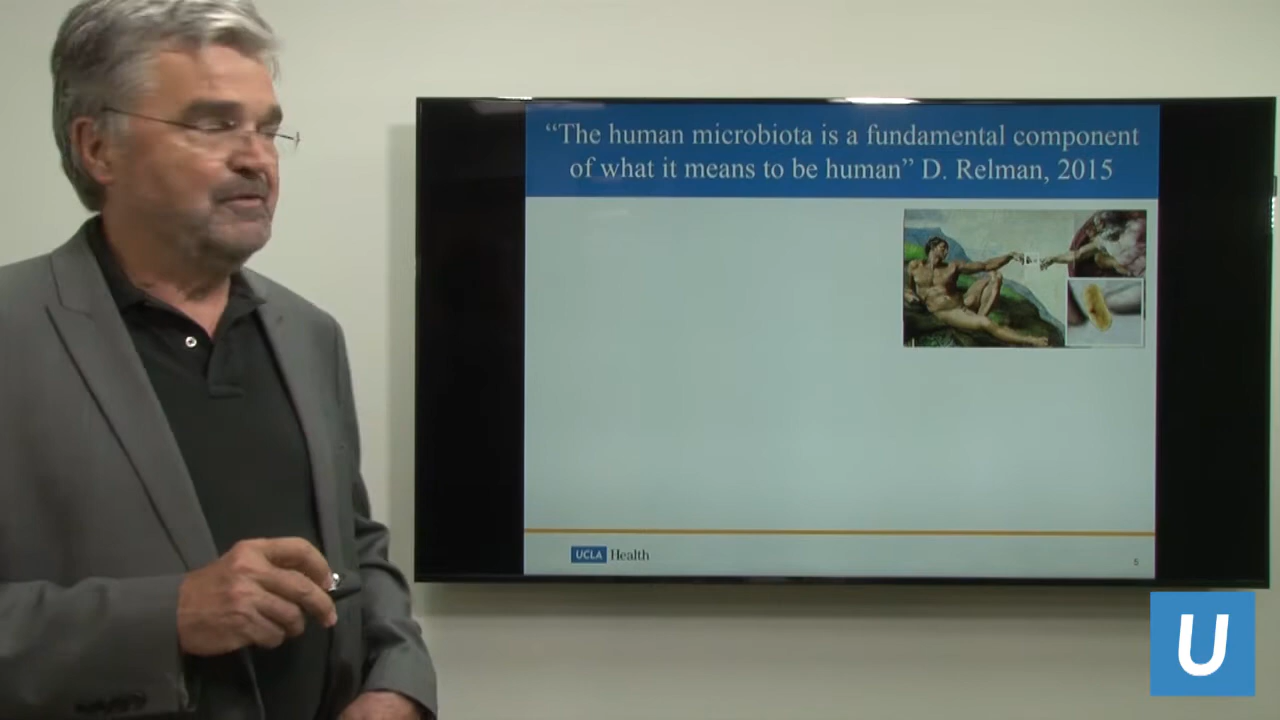 “The human microbiota is a fundamental component
of what it means to be human” D. Relman, 2015
UCLA Health
5
U